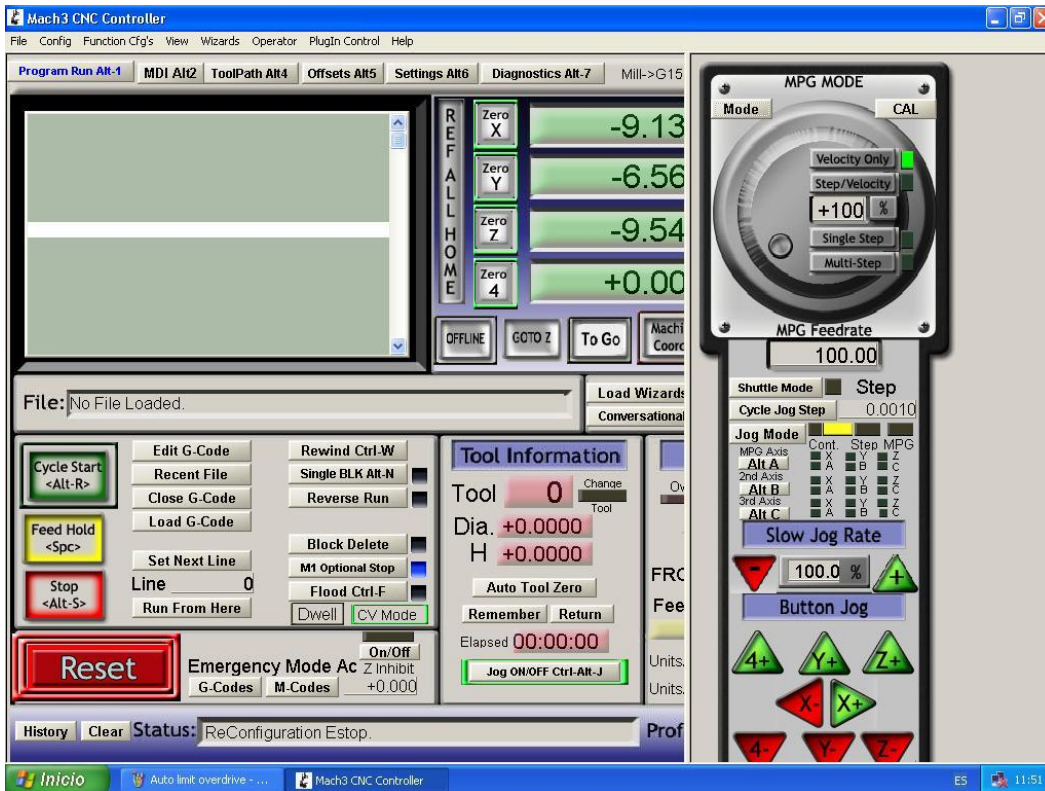 Mach3 CNC Controller
File Config Function Cfg's View Wizards Operator PlugIn Control Help
Program Run Alt-1 MDI Alt2 ToolPath Alt4 Offsets Alt5 Settings Alt6 Diagnostics Alt-7 Mill->G15
REF ALL HOME
Zero X -9.13
Zero Y -6.56
Zero Z -9.54
Zero 4 +0.00
OFFLINE GOTO Z To Go Machi
Coord
File: No File Loaded.
Load Wizards
Conversational
Cycle Start
<Alt-R>
Feed Hold
<Spc>
Stop
<Alt-S>
Edit G-Code
Recent File
Close G-Code
Load G-Code
Set Next Line
Line 0
Run From Here
Rewind Ctrl-W
Single BLK Alt-N
Reverse Run
Block Delete
M1 Optional Stop
Flood Ctrl-F
Dwell CV Mode
Tool Information
Tool 0 Change
Tool
Dia. +0.0000
H +0.0000
Auto Tool Zero
Remember Return
Elapsed 00:00:00
Jog ON/OFF Ctrl-Alt-J
Ov
FRO
Fee
Units.
Units.
Reset
Emergency Mode Ac
G-Codes M-Codes
On/Off
Z Inhibit
+0.000
History Clear Status: ReConfiguration Estop. Prof
MPG MODE
Mode CAL
Velocity Only
Step/Velocity
+100 %
Single Step
Multi-Step
MPG Feedrate
100.00
Shuttle Mode Step
Cycle Jog Step 0.0010
Jog Mode Cont. Step MPG
MPG Axis X Y Z
Alt A A B C
2nd Axis X Y Z
Alt B A B C
3rd Axis X Y Z
Alt C A B C
Slow Jog Rate
- 100.0 % +
Button Jog
4+ Y+ Z+
X- X+
4- Y- Z-
Inicio Auto limit overdrive - ... Mach3 CNC Controller ES 11:51